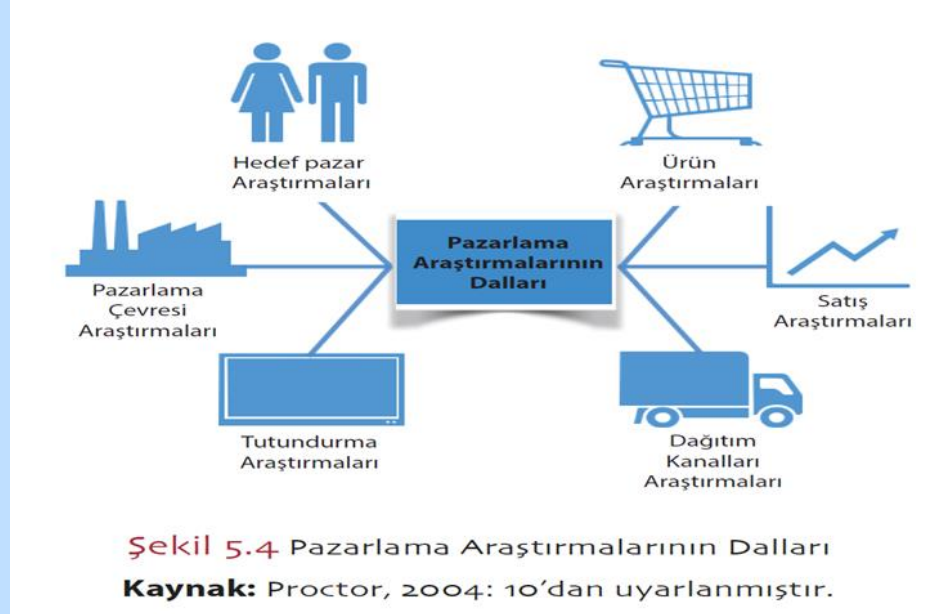 Hedef pazar
Araştırmaları
Ürün
Araştırmaları
Pazarlama
Araştırmalarının
Dalları
Pazarlama
Çevresi
Araştırmaları
Satış
Araştırmaları
Tutundurma
Araştırmaları
Dağıtım
Kanalları
Araştırmaları
Şekil 5.4 Pazarlama Araştırmalarının Dalları
Kaynak: Proctor, 2004: 10’dan uyarlanmıştır.